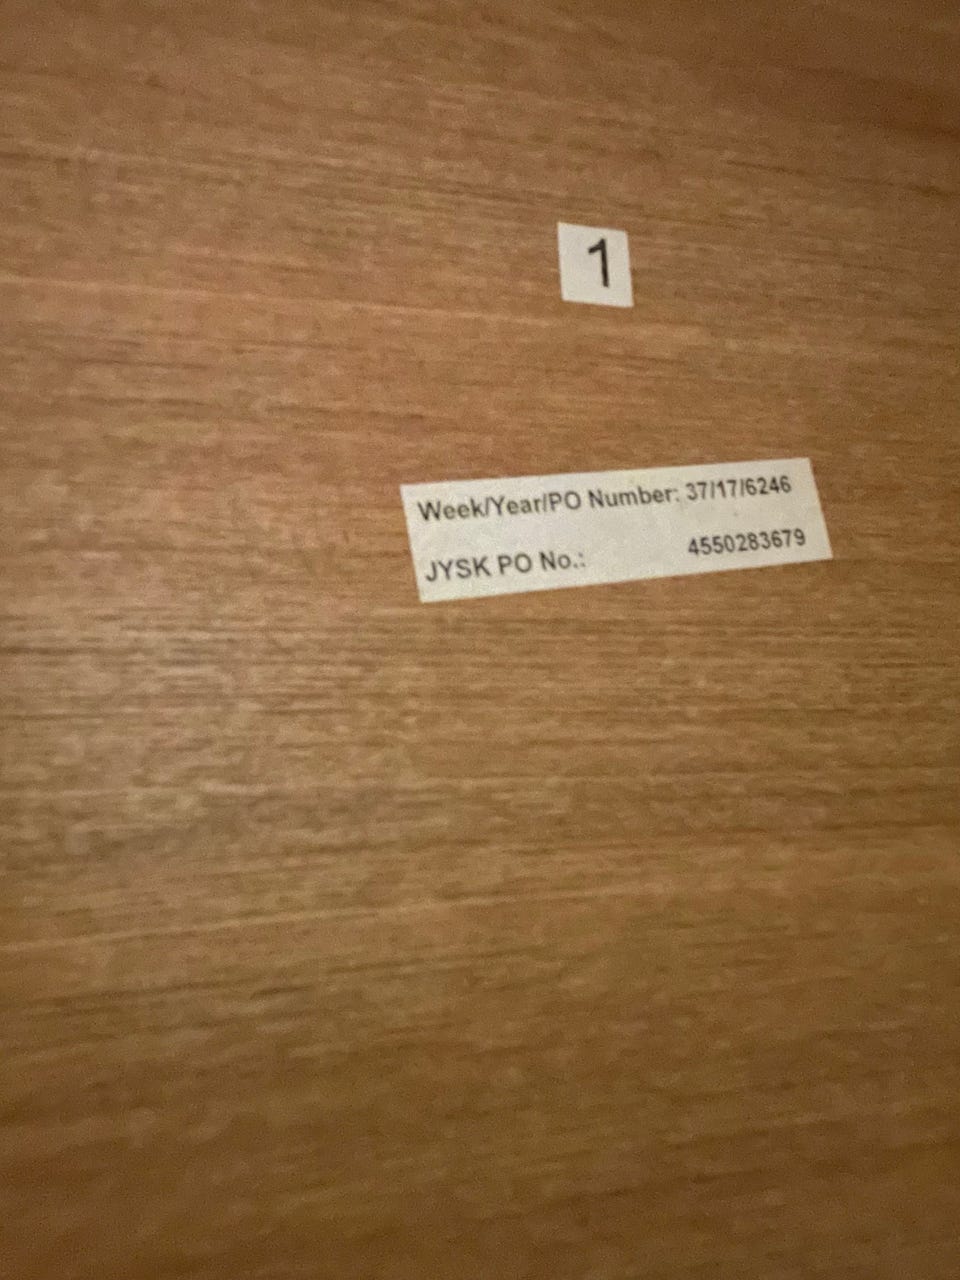 1
Week/Year/PO Number: 37/17/6246
JYSK PO No.: 4550283679